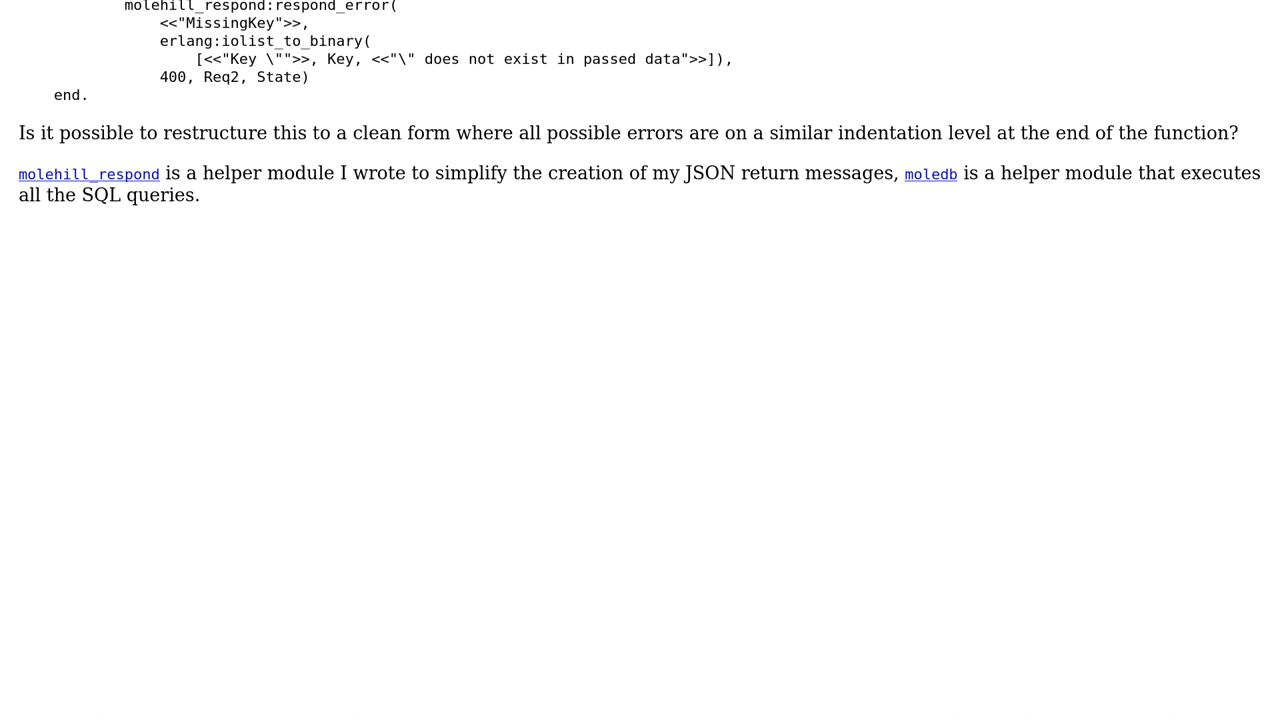 molehill_respond:respond_error(
<<"MissingKey">>,
erlang:iolist_to_binary(
[<<"Key \"">>, Key, <<"\" does not exist in passed data">>]),
400, Req2, State)
end.
Is it possible to restructure this to a clean form where all possible errors are on a similar indentation level at the end of the function?
molehill_respond is a helper module I wrote to simplify the creation of my JSON return messages, moledb is a helper module that executes
all the SQL queries.